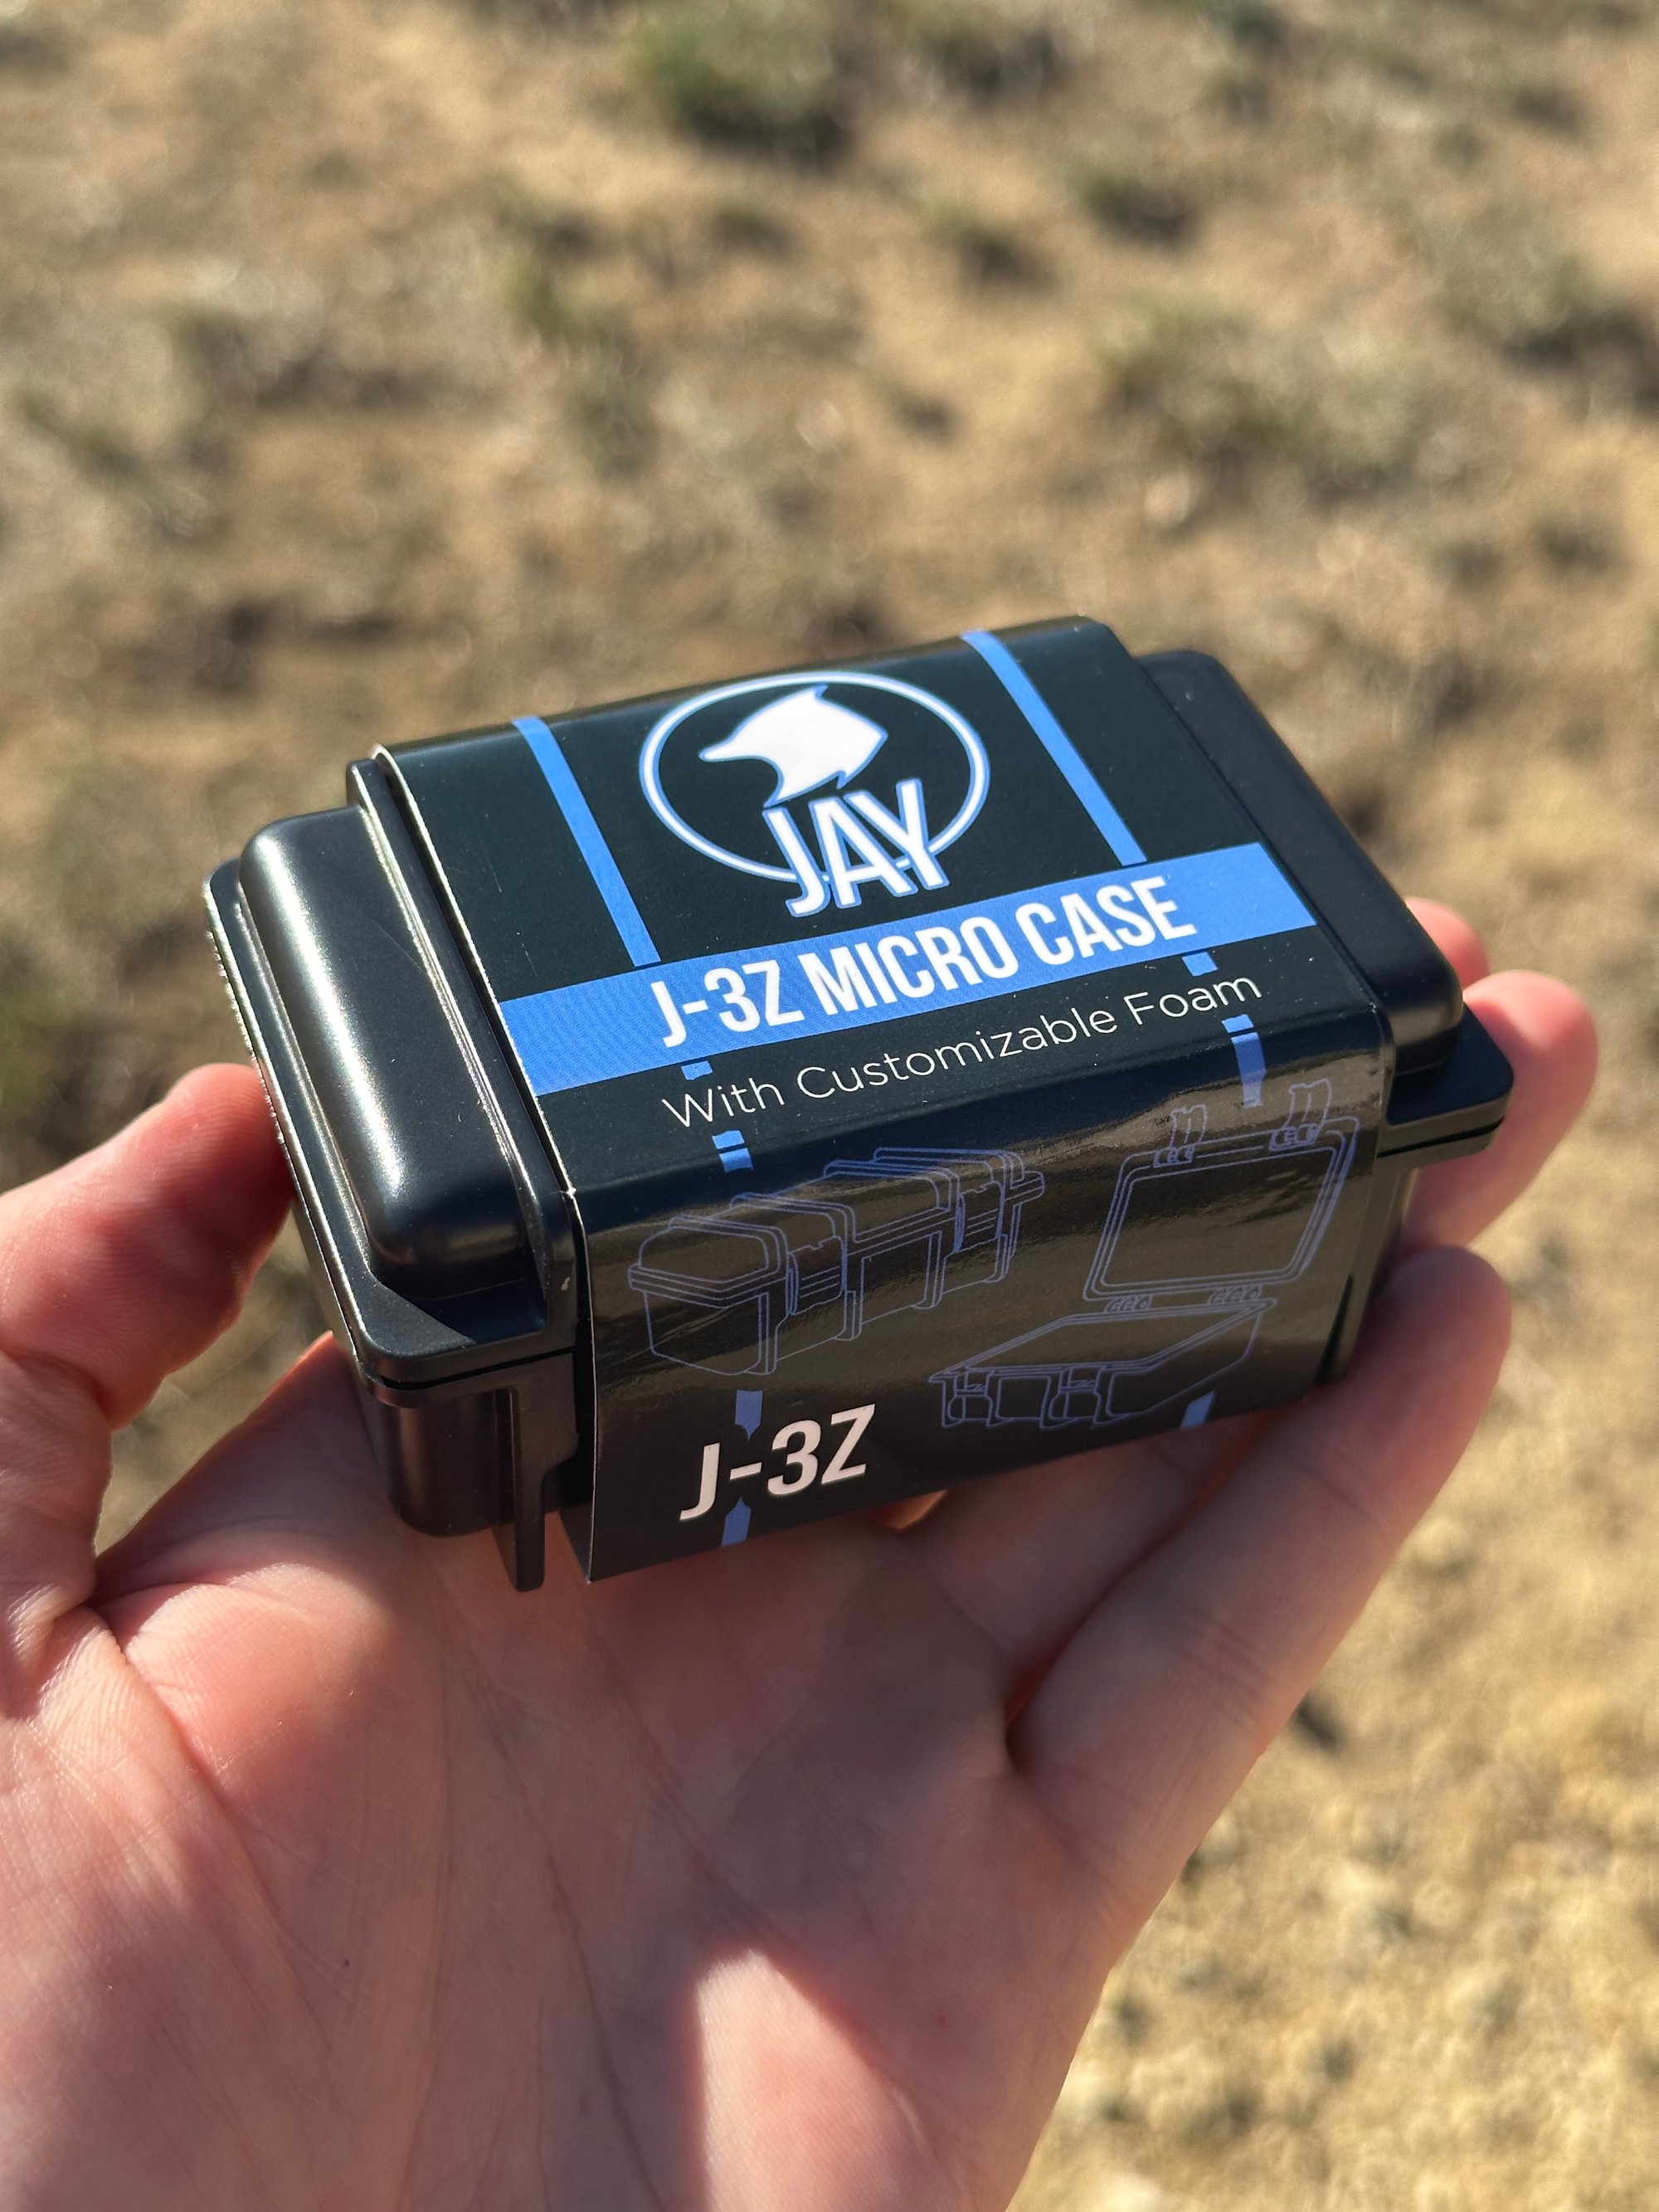 JAY
J-3Z MICRO CASE
With Customizable Foam
J-3Z